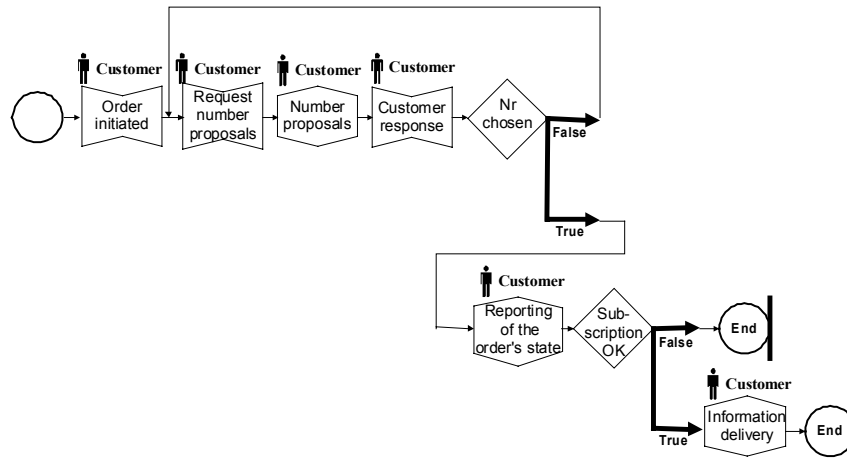 Customer
Order
initiated
Customer
Request
number
proposals
Customer
Number
proposals
Customer
Customer
response
Nr
chosen
False
True
Customer
Reporting
of the
order's state
Sub-
scription
OK
False
End
True
Customer
Information
delivery
End